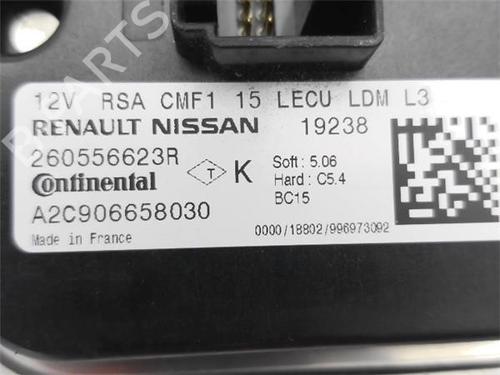 12V RSA CMF1 15 LECU LDM L3
RENAULT NISSAN 19238
260556623R
Continental
T K
Soft : 5.06
Hard : C5.4
BC15
A2C906658030
Made in France
0000/18802/996973092